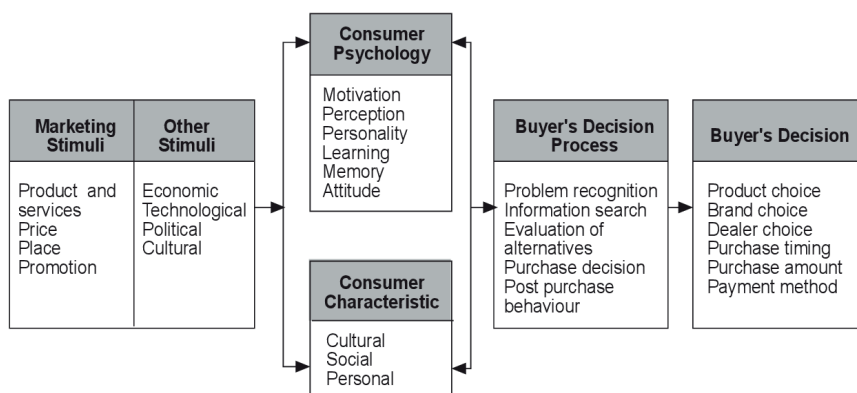 Marketing
Stimuli
Product and
services
Price
Place
Promotion
Other
Stimuli
Economic
Technological
Political
Cultural
Consumer
Psychology
Motivation
Perception
Personality
Learning
Memory
Attitude
Consumer
Characteristic
Cultural
Social
Personal
Buyer's Decision
Process
Problem recognition
Information search
Evaluation of
alternatives
Purchase decision
Post purchase
behaviour
Buyer's Decision
Product choice
Brand choice
Dealer choice
Purchase timing
Purchase amount
Payment method